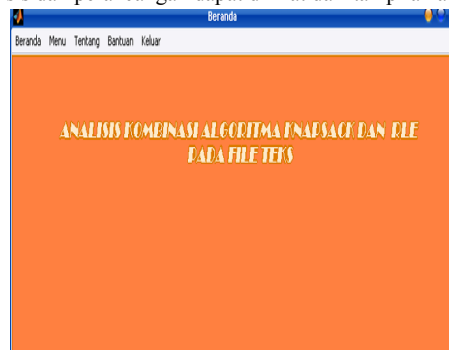 Beranda
Beranda Menu Tentang Bantuan Keluar
ANALISIS KOMBINASI ALGORITMA KNAPSACK DAN RLE
PADA FILE TEKS